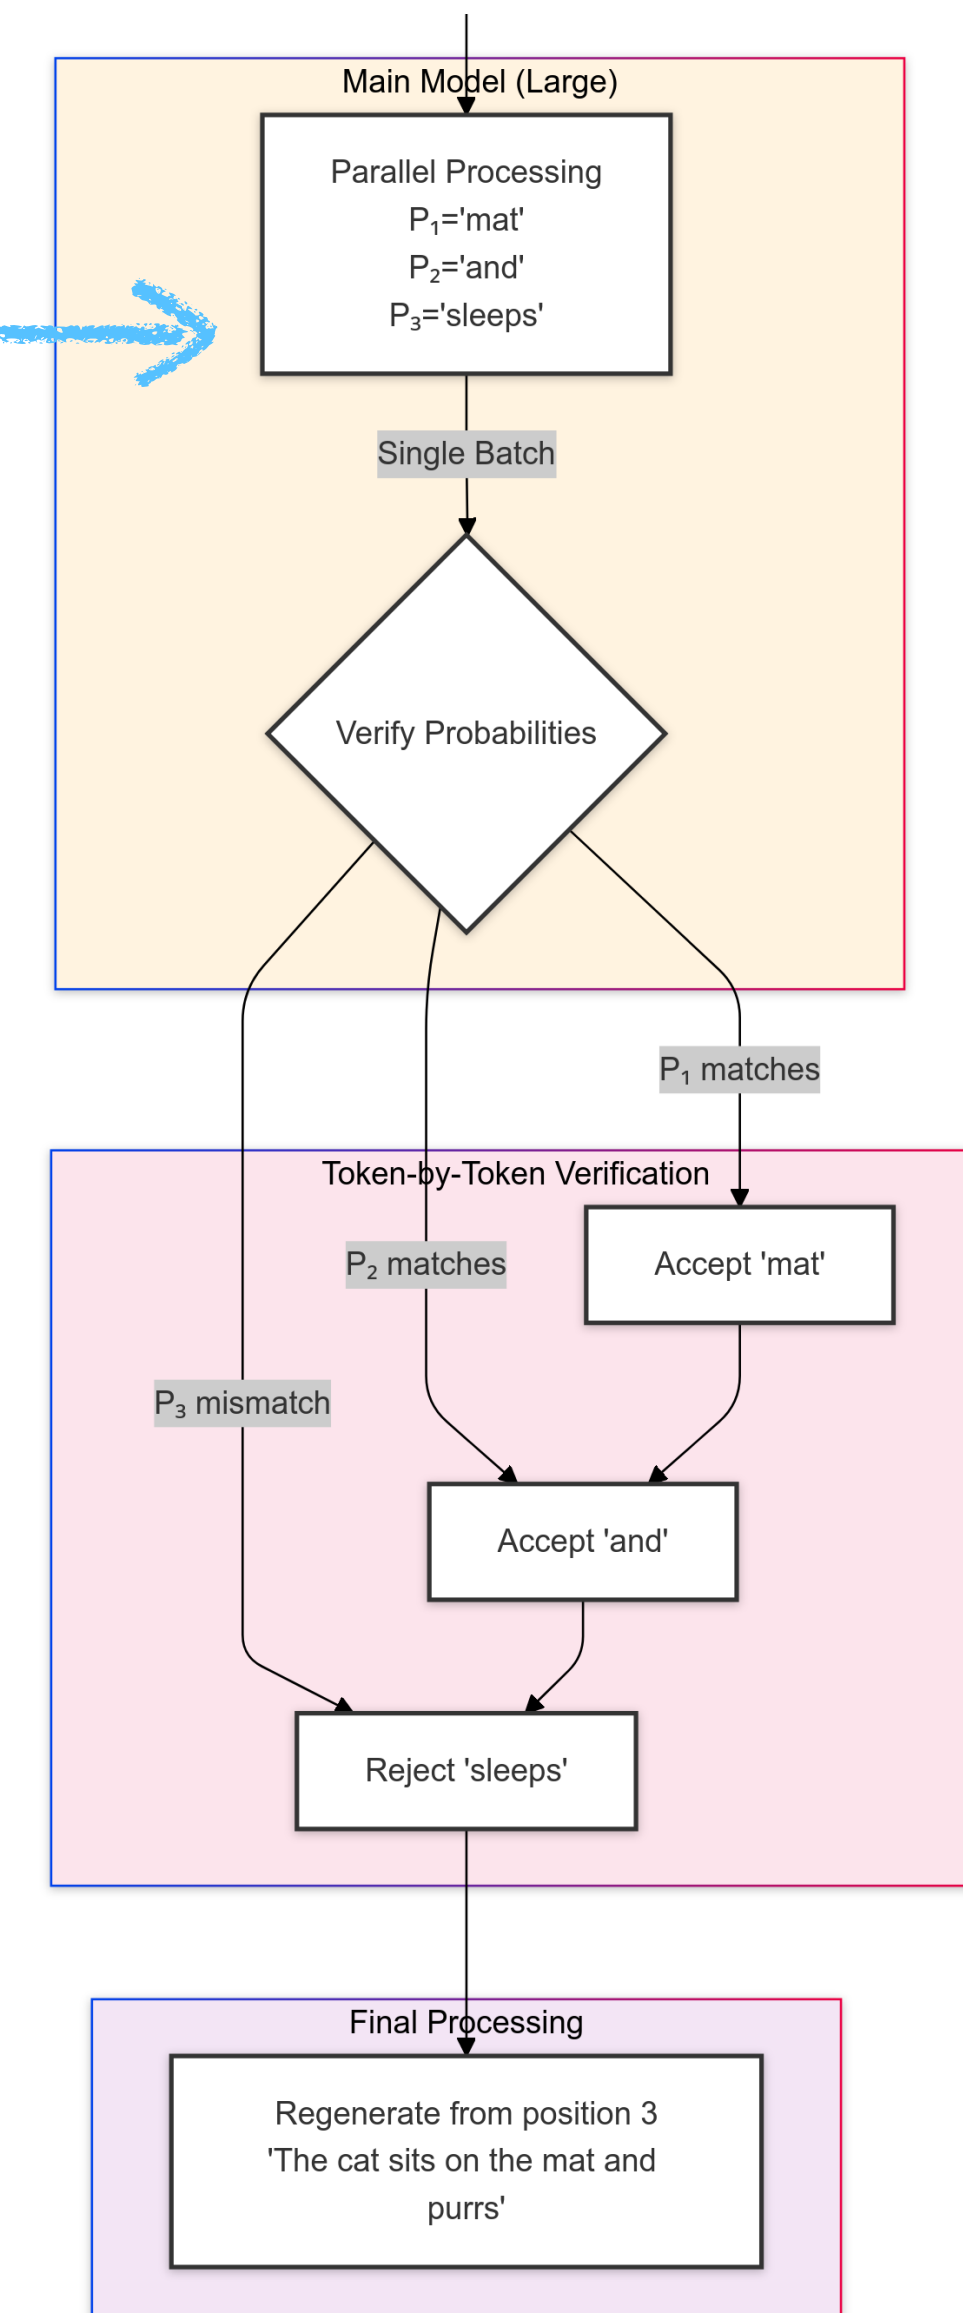 Main Model (Large)
Parallel Processing
P₁='mat'
P₂='and'
P₃='sleeps'
Single Batch
Verify Probabilities
P₁ matches
Token-by-Token Verification
P₂ matches
Accept 'mat'
P₃ mismatch
Accept 'and'
Reject 'sleeps'
Final Processing
Regenerate from position 3
'The cat sits on the mat and
purrs'